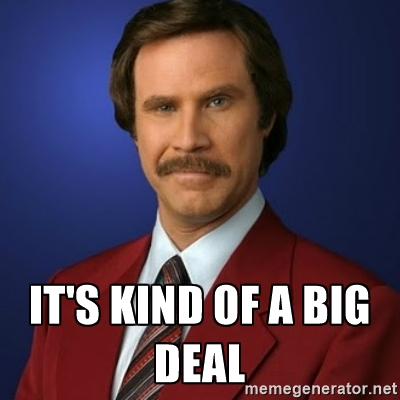 IT'S KIND OF A BIG
DEAL
memegenerator.net